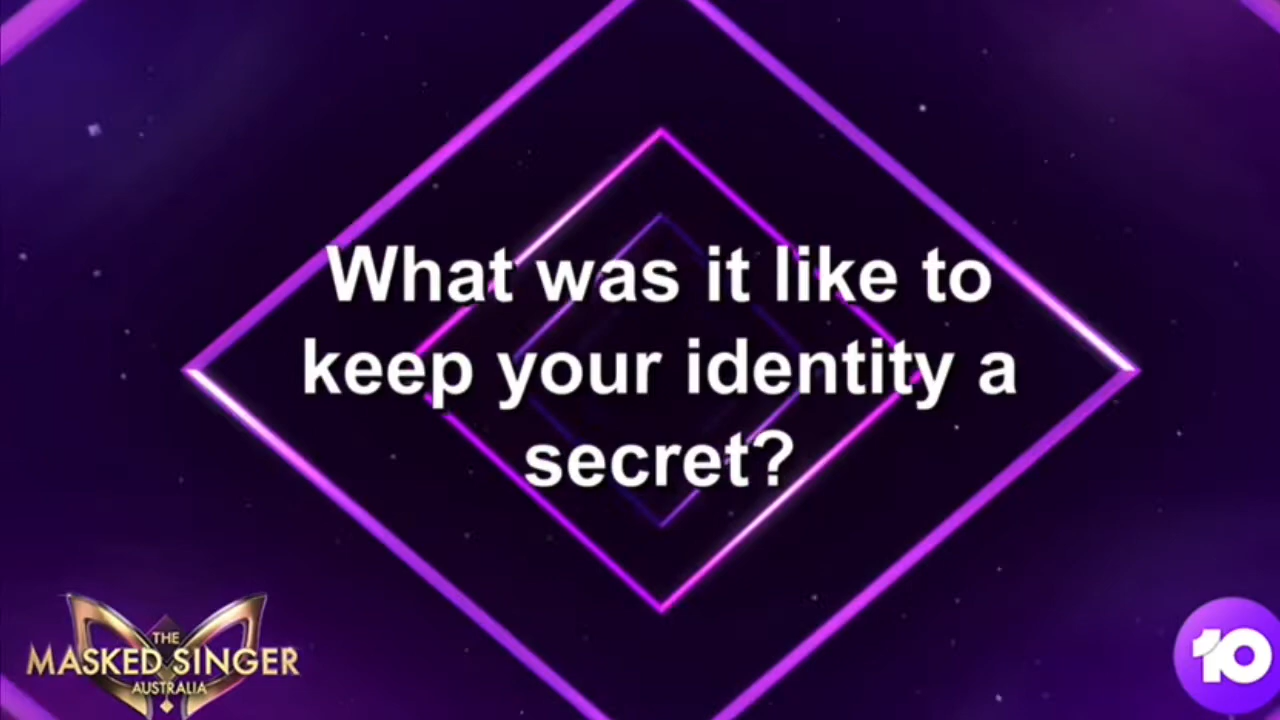 What was it like to
keep your identity a
secret?
THE
MASKED SINGER
AUSTRALIA
10